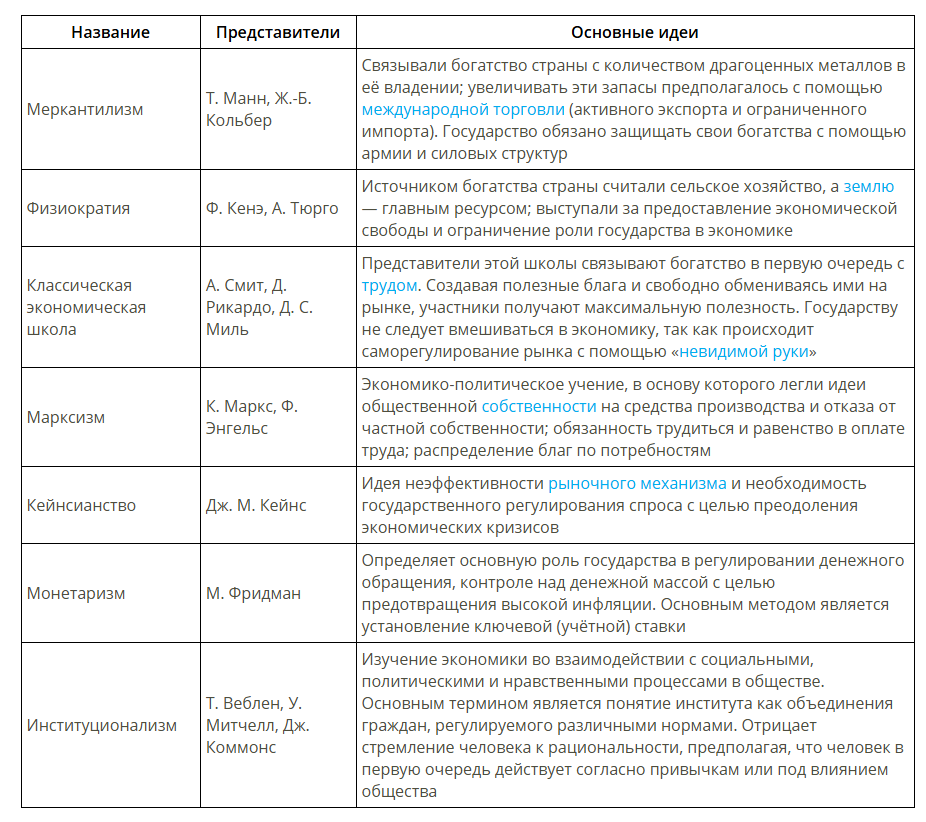 Название
Представители
Основные идеи
Меркантилизм
Т. Манн, Ж.-Б.
Кольбер
Связывали богатство страны с количеством драгоценных металлов в
её владении; увеличивать эти запасы предполагалось с помощью
международной торговли (активного экспорта и ограниченного
импорта). Государство обязано защищать свои богатства с помощью
армии и силовых структур
Физиократия
Ф. Кенэ, А. Тюрго
Источником богатства страны считали сельское хозяйство, а землю
— главным ресурсом; выступали за предоставление экономической
свободы и ограничение роли государства в экономике
Классическая
экономическая
школа
А. Смит, Д.
Рикардо, Д. С.
Миль
Представители этой школы связывают богатство в первую очередь с
трудом. Создавая полезные блага и свободно обмениваясь ими на
рынке, участники получают максимальную полезность. Государству
не следует вмешиваться в экономику, так как происходит
саморегулирование рынка с помощью «невидимой руки»
Марксизм
К. Маркс, Ф.
Энгельс
Экономико-политическое учение, в основу которого легли идеи
общественной собственности на средства производства и отказа от
частной собственности; обязанность трудиться и равенство в оплате
труда; распределение благ по потребностям
Кейнсианство
Дж. М. Кейнс
Идея неэффективности рыночного механизма и необходимость
государственного регулирования спроса с целью преодоления
экономических кризисов
Монетаризм
М. Фридман
Определяет основную роль государства в регулировании денежного
обращения, контроле над денежной массой с целью
предотвращения высокой инфляции. Основным методом является
установление ключевой (учётной) ставки
Институционализм
Т. Веблен, У.
Митчелл, Дж.
Коммонс
Изучение экономики во взаимодействии с социальными,
политическими и нравственными процессами в обществе.
Основным термином является понятие института как объединения
граждан, регулируемого различными нормами. Отрицает
стремление человека к рациональности, предполагая, что человек в
первую очередь действует согласно привычкам или под влиянием
общества